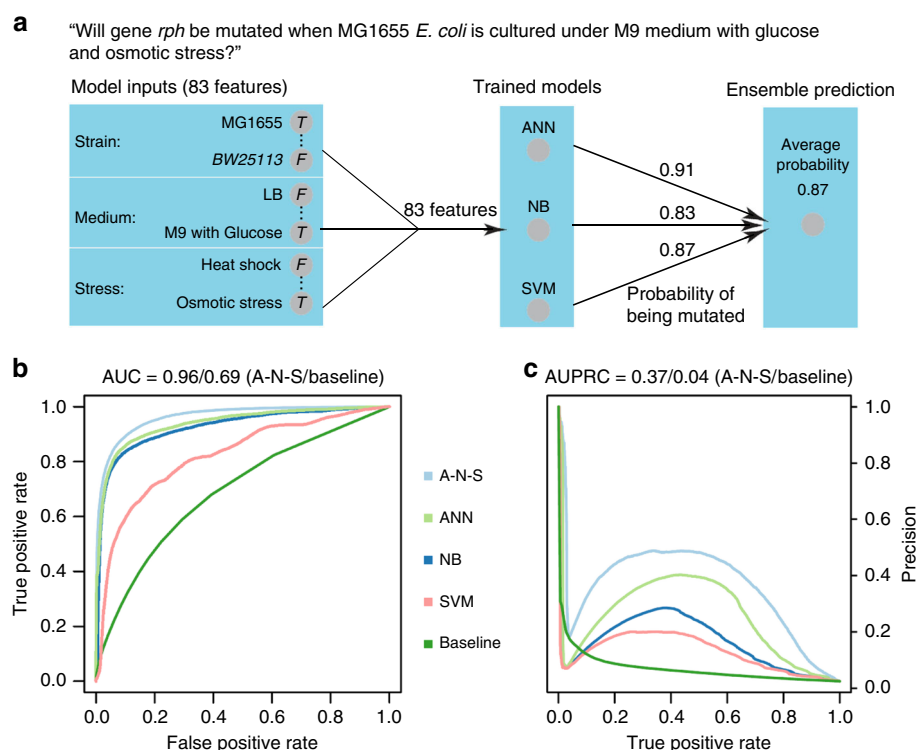 a
“Will gene rph be mutated when MG1655 E. coli is cultured under M9 medium with glucose
and osmotic stress?”
Model inputs (83 features)
Trained models
Ensemble prediction
Strain:
MG1655 T
BW25113 F
Medium:
LB F
M9 with Glucose T
Stress:
Heat shock F
Osmotic stress T
83 features
ANN
NB
SVM
0.91
0.83
0.87
Probability of
being mutated
Average
probability
0.87
b
AUC = 0.96/0.69 (A-N-S/baseline)
True positive rate
1.0
0.8
0.6
0.4
0.2
0.0
0.0 0.2 0.4 0.6 0.8 1.0
False positive rate
A-N-S
ANN
NB
SVM
Baseline
c
AUPRC = 0.37/0.04 (A-N-S/baseline)
1.0
0.8
0.6
0.4
0.2
0.0
Precision
0.0 0.2 0.4 0.6 0.8 1.0
True positive rate